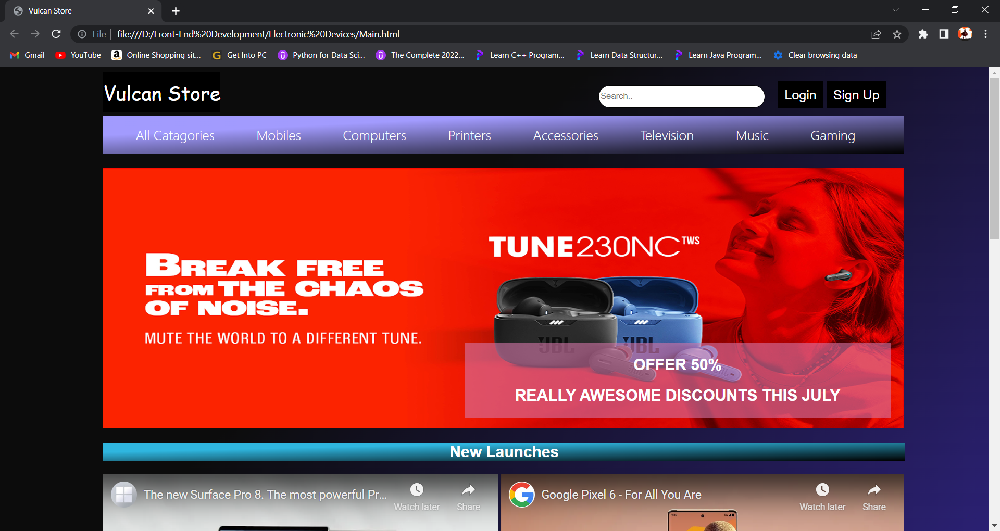 Vulcan Store
File
file:///D:/Front-End%20Development/Electronic%20Devices/Main.html
Gmail
YouTube
Online Shopping sit...
Get Into PC
Python for Data Sci...
The Complete 2022...
Learn C++ Program...
Learn Data Structur...
Learn Java Program...
Clear browsing data
Vulcan Store
Search..
Login
Sign Up
All Catagories
Mobiles
Computers
Printers
Accessories
Television
Music
Gaming
TUNE230NC TWS
BREAK FREE
FROM THE CHAOS
OF NOISE.
MUTE THE WORLD TO A DIFFERENT TUNE.
JBL
JBL
OFFER 50%
REALLY AWESOME DISCOUNTS THIS JULY
New Launches
The new Surface Pro 8. The most powerful Pr...
Watch later
Share
Google Pixel 6 - For All You Are
Watch later
Share